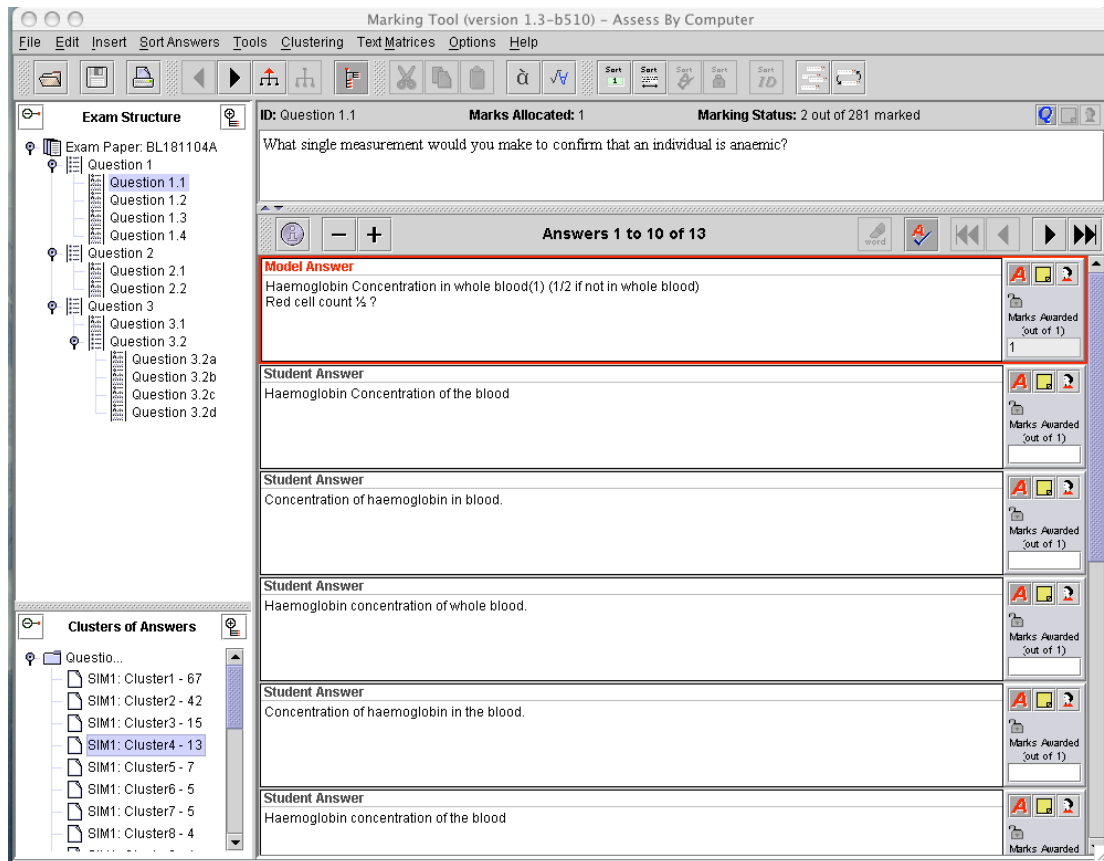 Marking Tool (version 1.3-b510) - Assess By Computer
File Edit Insert Sort Answers Tools Clustering Text Matrices Options Help
à √∀ Sort 1 Sort Sort Sort Sort ID
Exam Structure
Exam Paper: BL181104A
Question 1
Question 1.1
Question 1.2
Question 1.3
Question 1.4
Question 2
Question 2.1
Question 2.2
Question 3
Question 3.1
Question 3.2
Question 3.2a
Question 3.2b
Question 3.2c
Question 3.2d
Clusters of Answers
Questio...
SIM1: Cluster1 - 67
SIM1: Cluster2 - 42
SIM1: Cluster3 - 15
SIM1: Cluster4 - 13
SIM1: Cluster5 - 7
SIM1: Cluster6 - 5
SIM1: Cluster7 - 5
SIM1: Cluster8 - 4
ID: Question 1.1 Marks Allocated: 1 Marking Status: 2 out of 281 marked Q
What single measurement would you make to confirm that an individual is anaemic?
Answers 1 to 10 of 13 word A
Model Answer
Haemoglobin Concentration in whole blood(1) (1/2 if not in whole blood)
Red cell count ½ ?
A
Marks Awarded
(out of 1)
1
Student Answer
Haemoglobin Concentration of the blood
A
Marks Awarded
(out of 1)
Student Answer
Concentration of haemoglobin in blood.
A
Marks Awarded
(out of 1)
Student Answer
Haemoglobin concentration of whole blood.
A
Marks Awarded
(out of 1)
Student Answer
Concentration of haemoglobin in the blood.
A
Marks Awarded
(out of 1)
Student Answer
Haemoglobin concentration of the blood
A
Marks Awarded